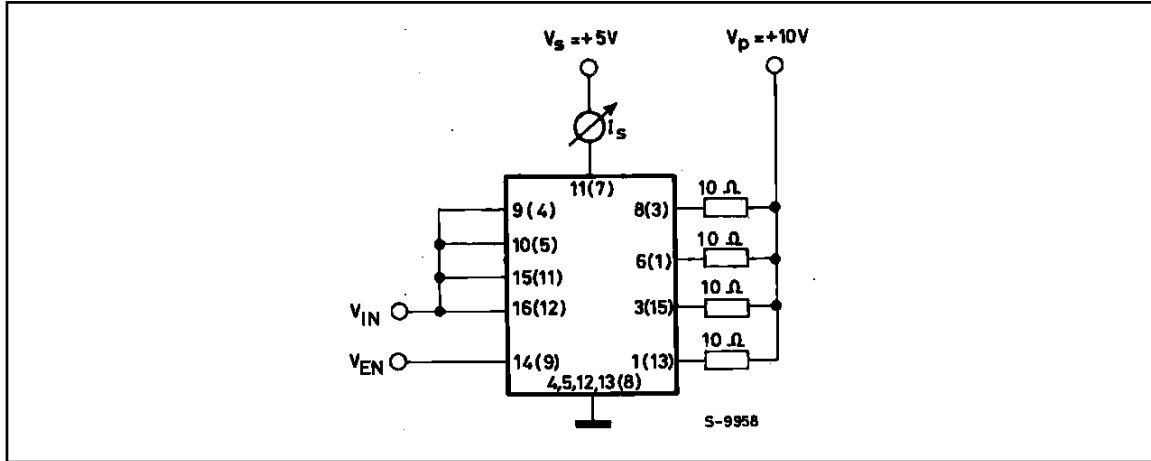 Vs =+5V
Vp =+10V
Is
11(7)
9(4)
10(5)
15(11)
16(12)
14(9)
VIN
VEN
8(3)
6(1)
3(15)
1(13)
10 Ω
10 Ω
10 Ω
10 Ω
4,5,12,13(8)
S-9958